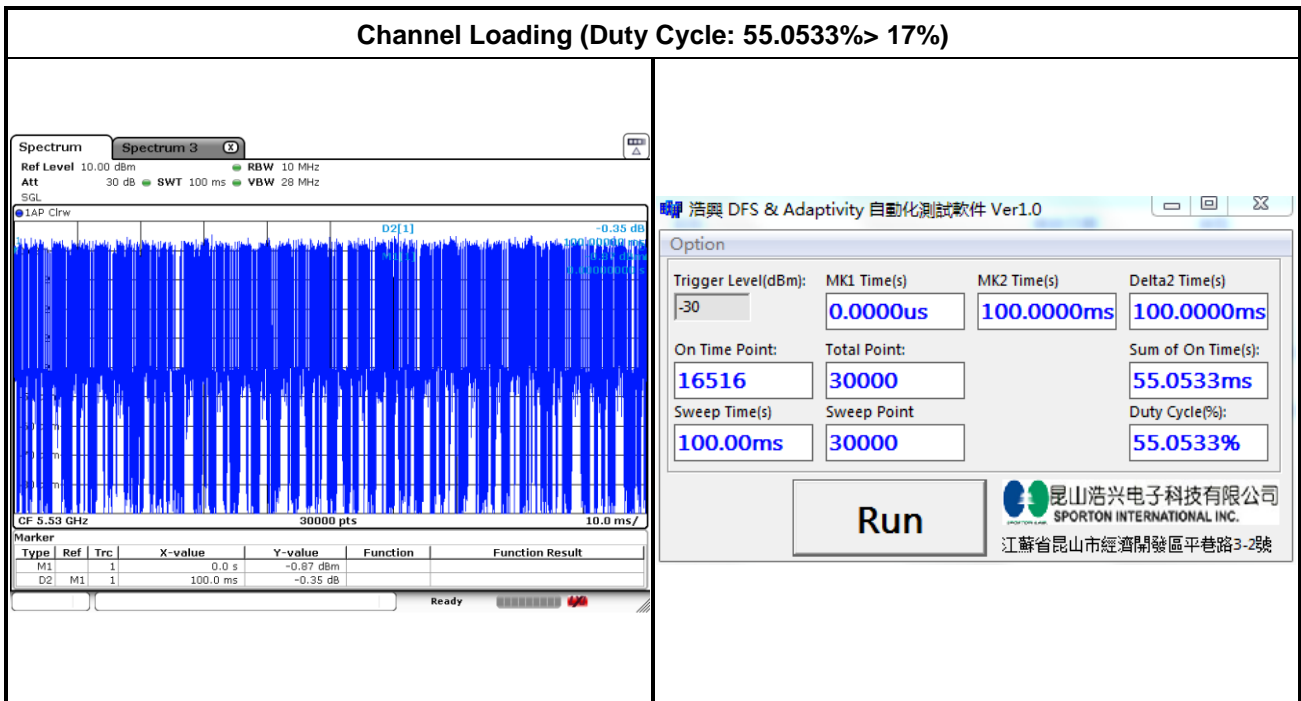 Channel Loading (Duty Cycle: 55.0533%> 17%)
Spectrum Spectrum 3 X
Ref Level 10.00 dBm RBW 10 MHz
Att 30 dB SWT 100 ms VBW 28 MHz
SGL
1AP Clrw
D2[1] -0.35 dB
CF 5.53 GHz 30000 pts 10.0 ms/
Marker
Type Ref Trc X-value Y-value Function Function Result
M1 1 0.0 s -0.87 dBm
D2 M1 1 100.0 ms -0.35 dB
Ready
浩興 DFS & Adaptivity 自動化測試軟件 Ver1.0
Option
Trigger Level(dBm): MK1 Time(s) MK2 Time(s) Delta2 Time(s)
-30 0.0000us 100.0000ms 100.0000ms
On Time Point: Total Point: Sum of On Time(s):
16516 30000 55.0533ms
Sweep Time(s) Sweep Point Duty Cycle(%):
100.00ms 30000 55.0533%
Run
昆山浩兴电子科技有限公司
SPORTON INTERNATIONAL INC.
江蘇省昆山市經濟開發區平巷路3-2號